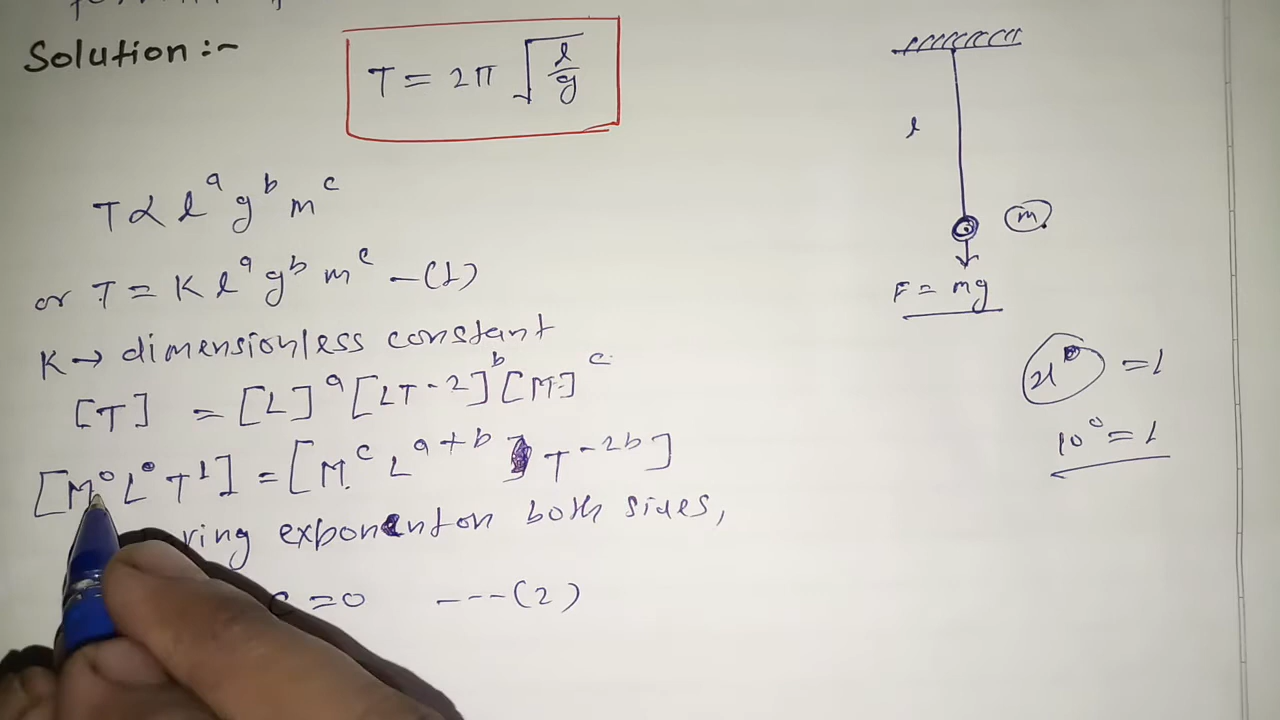 Solution :-
T = 2π √(l/g)
T ∝ l^a g^b m^c
or T = K l^a g^b m^c -(1)
K → dimensionless constant
[T] = [L]^a [LT-2]^b [M]^c
[M^0 L^0 T^1] = [M^c L^a+b T^-2b]
ring exponent on both sides,
c = 0 ---(2)
l
m
F = mg
x^0 = 1
10^0 = 1